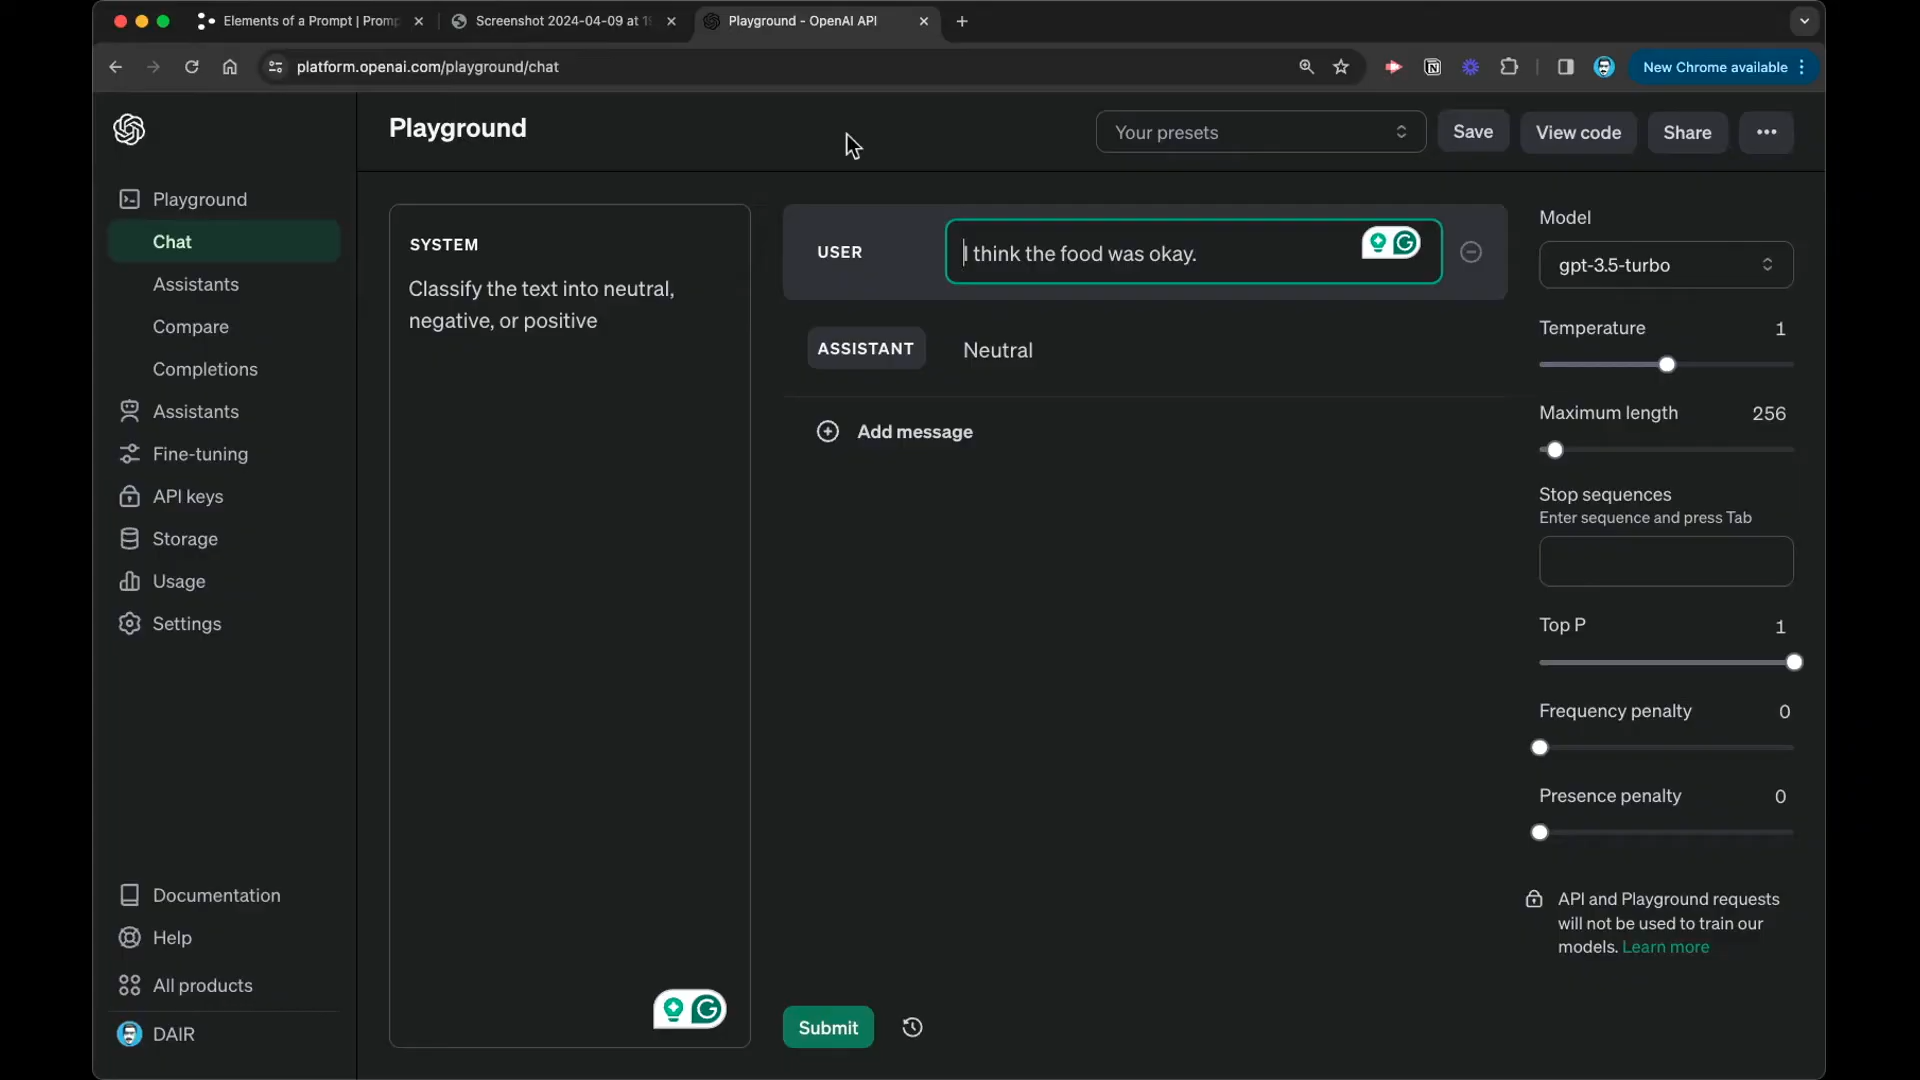 Elements of a Prompt | Promp
Screenshot 2024-04-09 at 1
Playground - OpenAI API
platform.openai.com/playground/chat
New Chrome available
Playground
Your presets
Save
View code
Share
Playground
Chat
Assistants
Compare
Completions
Assistants
Fine-tuning
API keys
Storage
Usage
Settings
Documentation
Help
All products
DAIR
SYSTEM
Classify the text into neutral,
negative, or positive
USER
I think the food was okay.
ASSISTANT
Neutral
Add message
Submit
Model
gpt-3.5-turbo
Temperature 1
Maximum length 256
Stop sequences
Enter sequence and press Tab
Top P 1
Frequency penalty 0
Presence penalty 0
API and Playground requests
will not be used to train our
models. Learn more